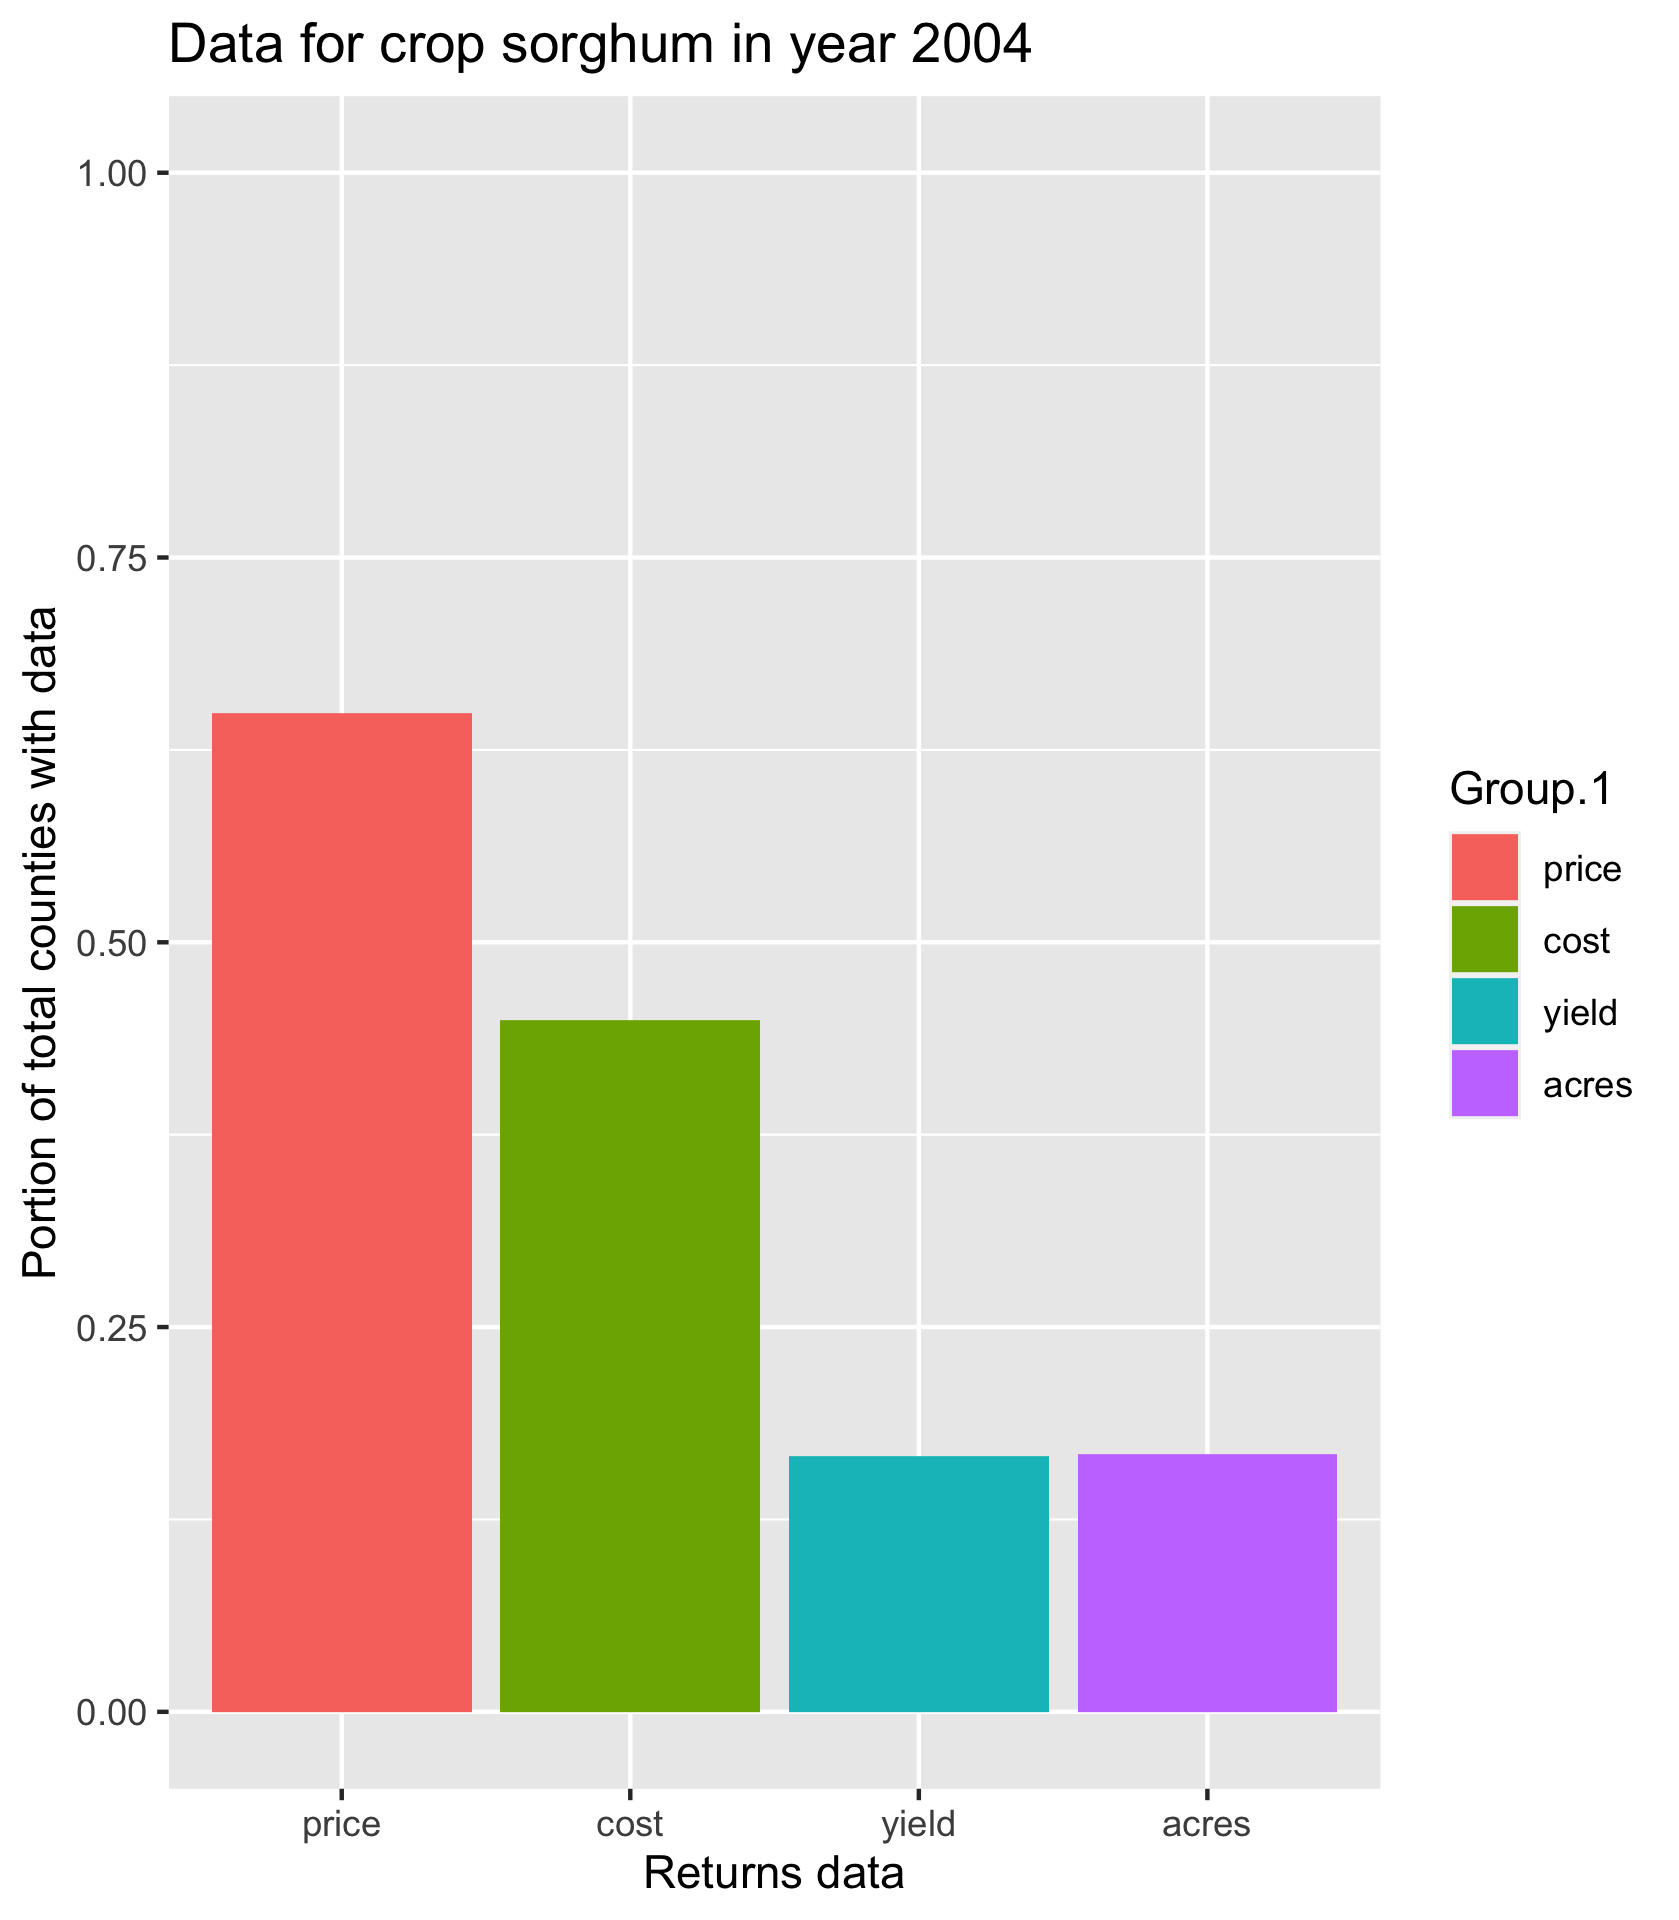 Data for crop sorghum in year 2004
Portion of total counties with data
1.00
0.75
0.50
0.25
0.00
price
cost
yield
acres
Returns data
Group.1
price
cost
yield
acres